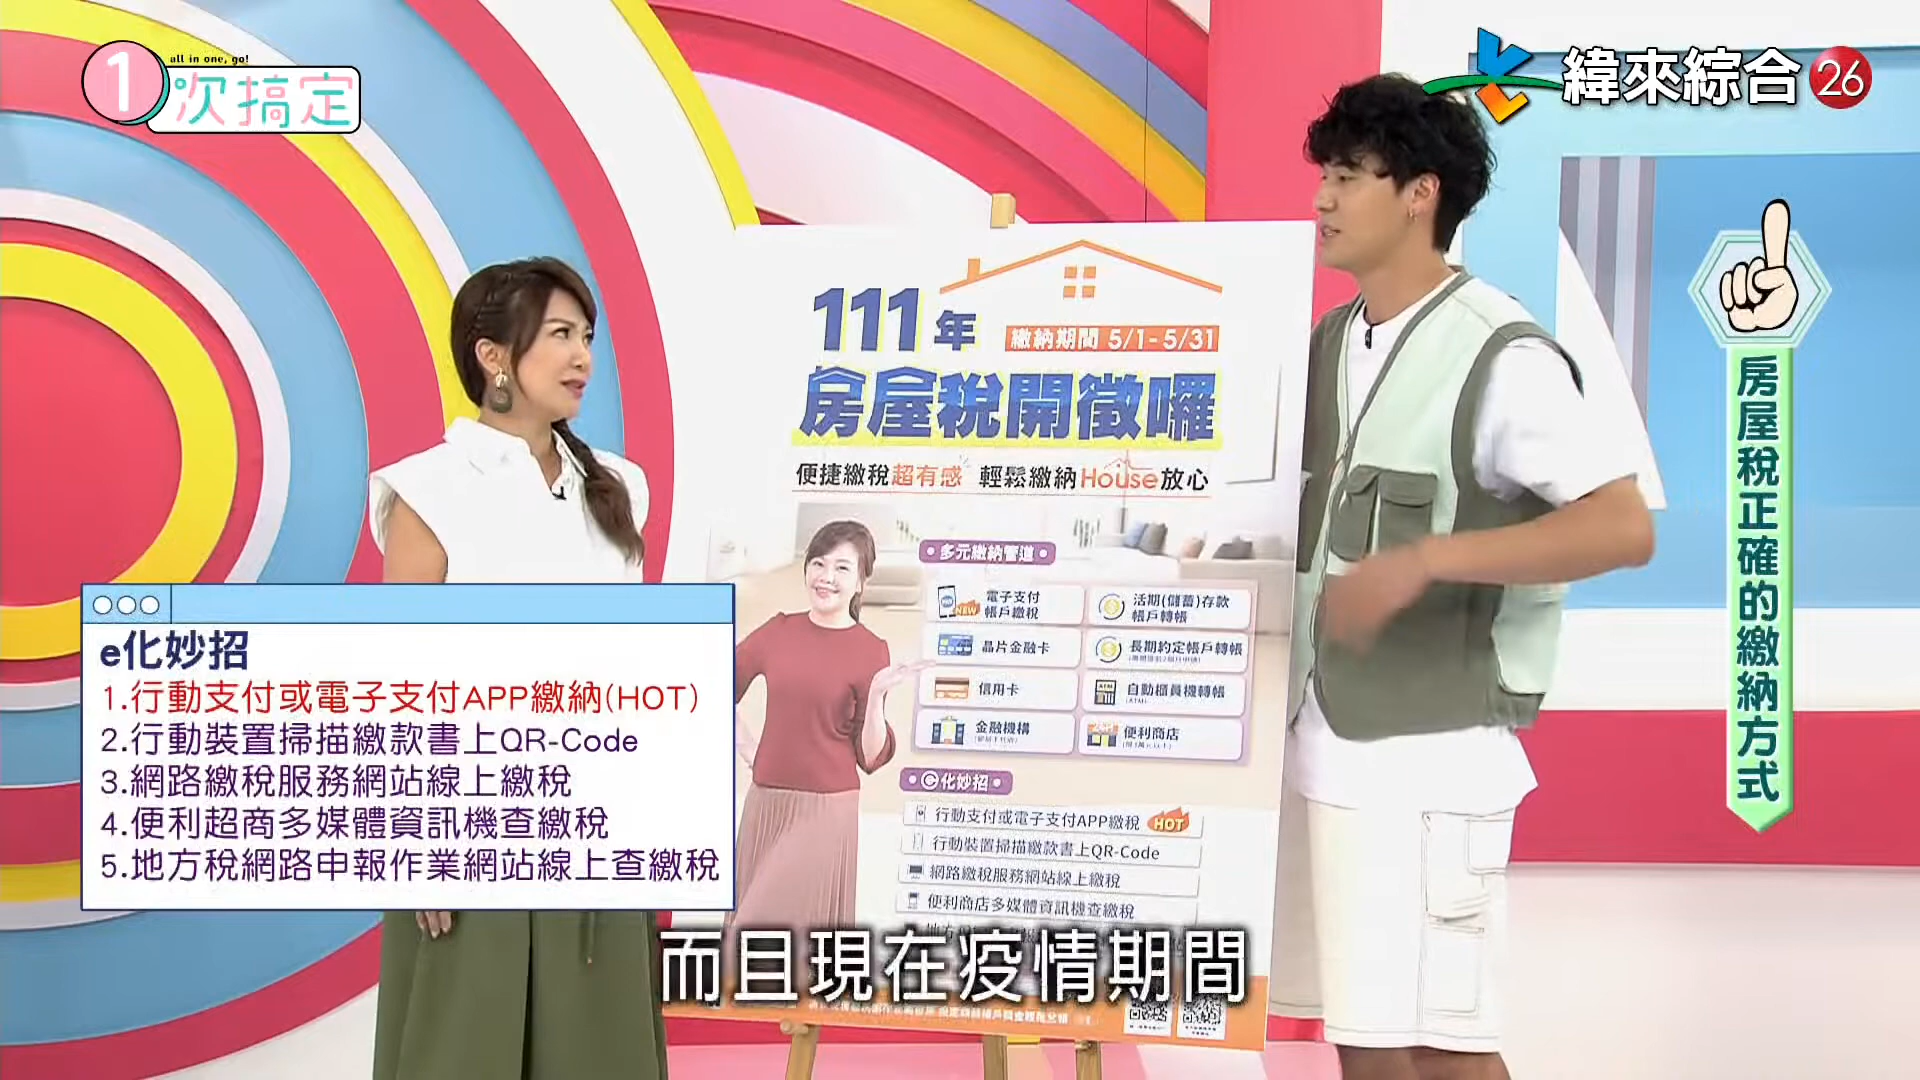 all in one, go!
1次搞定
緯來綜合26
房屋稅正確的繳納方式
111年
繳納期間 5/1-5/31
房屋稅開徵囉
便捷繳稅超有感 輕鬆繳納House放心
多元繳納管道
電子支付
帳戶繳稅
NEW
活期(儲蓄)存款
帳戶轉帳
晶片金融卡
長期約定帳戶轉帳
信用卡
自動櫃員機轉帳
(ATM)
金融機構
便利商店
e化妙招
行動支付或電子支付APP繳稅 HOT
行動裝置掃描繳款書上QR-Code
網路繳稅服務網站線上繳稅
便利商店多媒體資訊機查繳稅
e化妙招
1.行動支付或電子支付APP繳納(HOT)
2.行動裝置掃描繳款書上QR-Code
3.網路繳稅服務網站線上繳稅
4.便利超商多媒體資訊機查繳稅
5.地方稅網路申報作業網站線上查繳稅
而且現在疫情期間